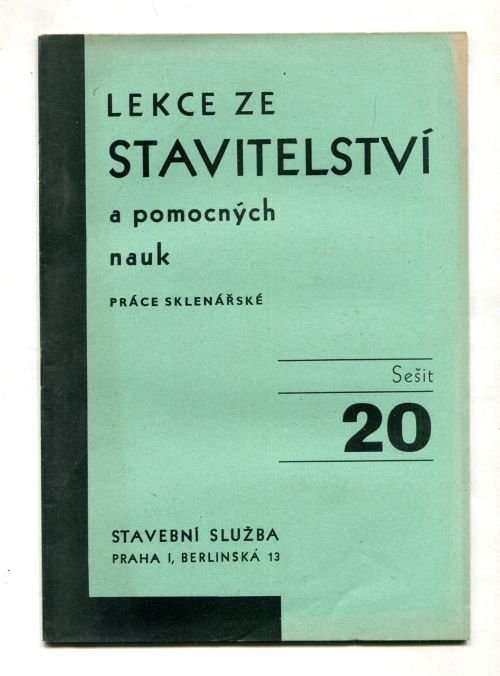 LEKCE ZE
STAVITELSTVÍ
a pomocných
nauk
PRÁCE SKLENÁŘSKÉ
Sešit
20
STAVEBNÍ SLUŽBA
PRAHA I, BERLINSKÁ 13